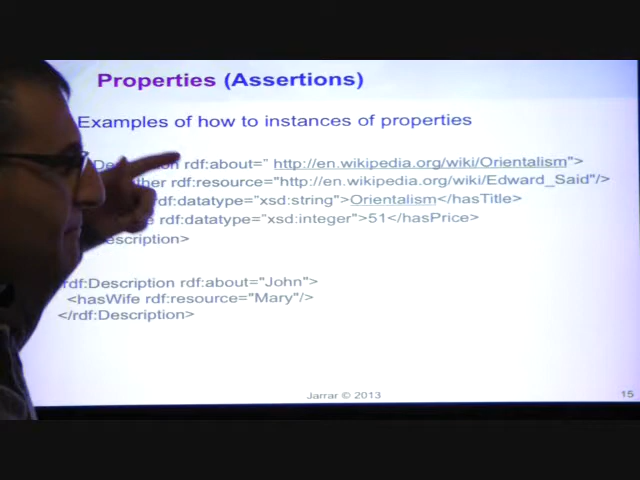 Properties (Assertions)
Examples of how to instances of properties
rdf:about=" http://en.wikipedia.org/wiki/Orientalism">
rdf:resource="http://en.wikipedia.org/wiki/Edward_Said"/>
rdf:datatype="xsd:string">Orientalism</hasTitle>
rdf:datatype="xsd:integer">51</hasPrice>
escription>
rdf:Description rdf:about="John">
<hasWife rdf:resource="Mary"/>
</rdf:Description>
Jarrar © 2013
15